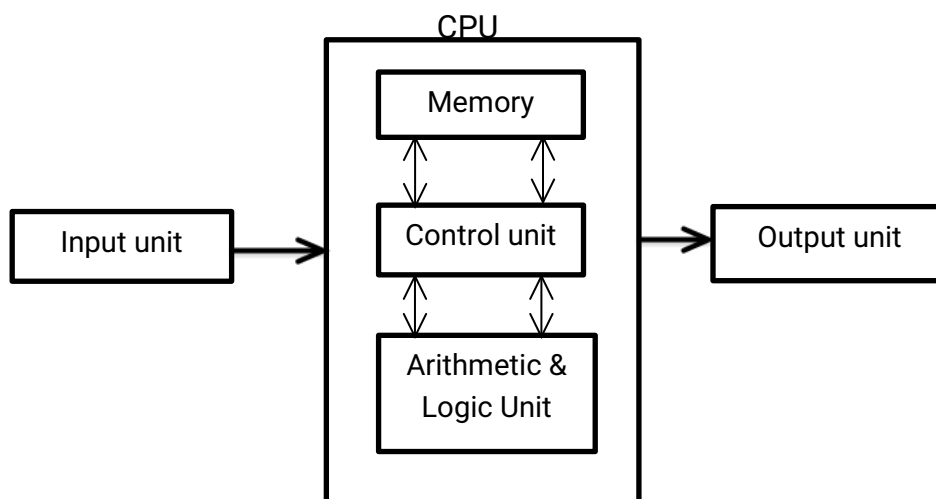 CPU
Memory
Input unit
Control unit
Output unit
Arithmetic &
Logic Unit